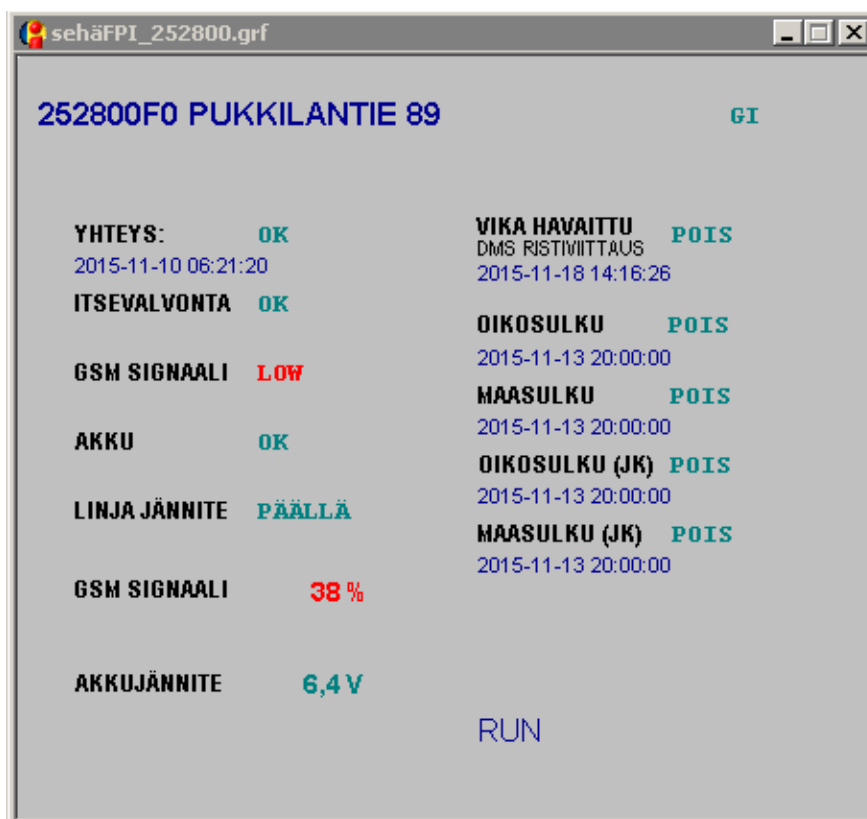 sehäFPI_252800.grf
252800F0 PUKKILANTIE 89
GI
YHTEYS: OK
2015-11-10 06:21:20
ITSEVALVONTA OK
GSM SIGNAALI LOW
AKKU OK
LINJA JÄNNITE PÄÄLLÄ
GSM SIGNAALI 38 %
AKKUJÄNNITE 6,4 V
VIKA HAVAITTU POIS
DMS RISTIVIITTAUS
2015-11-18 14:16:26
OIKOSULKU POIS
2015-11-13 20:00:00
MAASULKU POIS
2015-11-13 20:00:00
OIKOSULKU (JK) POIS
2015-11-13 20:00:00
MAASULKU (JK) POIS
2015-11-13 20:00:00
RUN